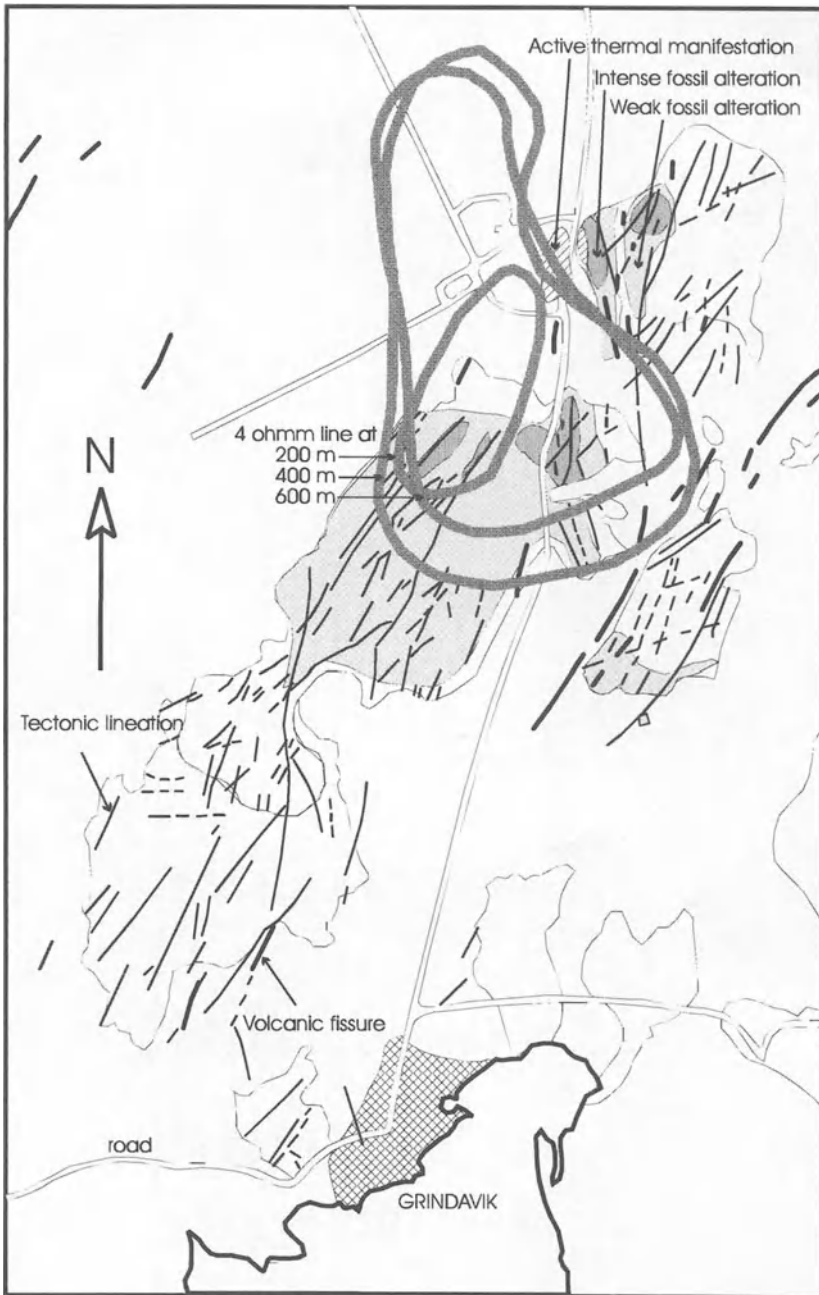 Active thermal manifestation
Intense fossil alteration
Weak fossil alteration
4 ohmm line at
200 m
400 m
600 m
N
Tectonic lineation
Volcanic fissure
road
GRINDAVIK